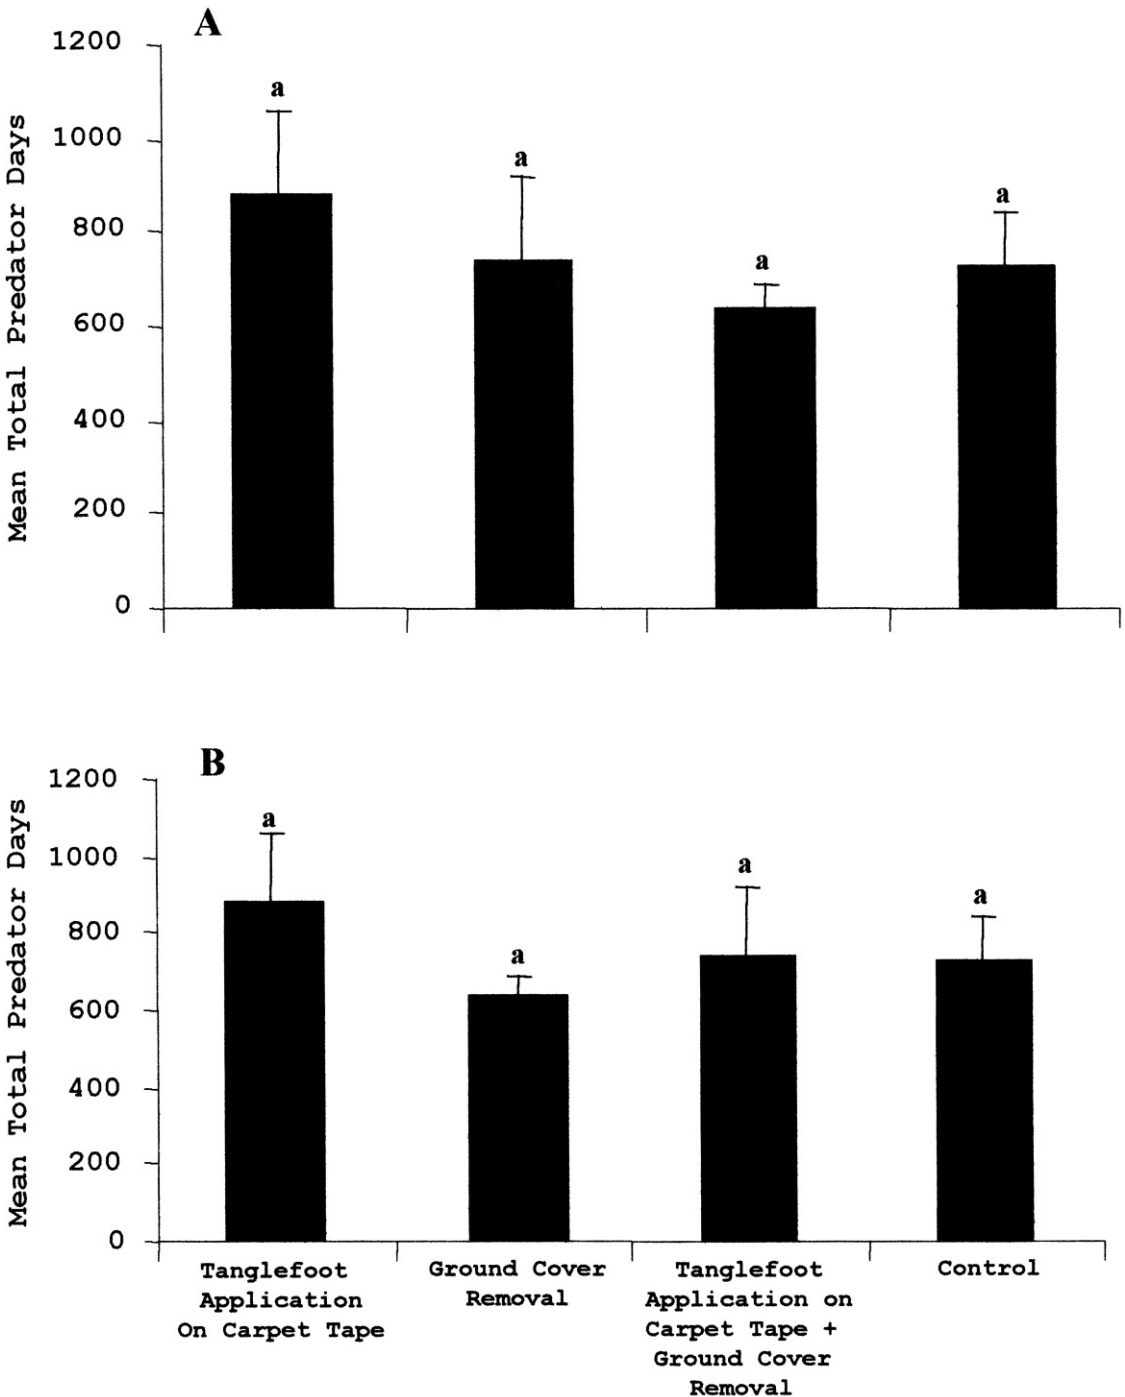 A
1200
1000
800
600
400
200
0
Mean Total Predator Days
a
a
a
a
B
1200
1000
800
600
400
200
0
Mean Total Predator Days
a
a
a
a
Tanglefoot
Application
On Carpet Tape
Ground Cover
Removal
Tanglefoot
Application on
Carpet Tape +
Ground Cover
Removal
Control